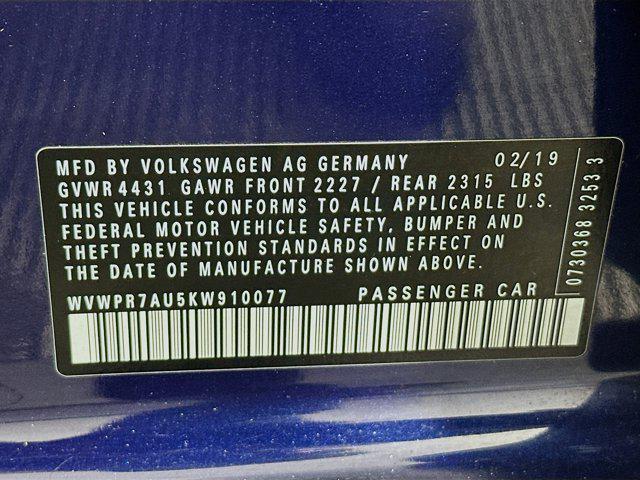 MFD BY VOLKSWAGEN AG GERMANY 02/19
GVWR 4431 GAWR FRONT 2227 / REAR 2315 LBS
THIS VEHICLE CONFORMS TO ALL APPLICABLE U.S.
FEDERAL MOTOR VEHICLE SAFETY, BUMPER AND
THEFT PREVENTION STANDARDS IN EFFECT ON
THE DATE OF MANUFACTURE SHOWN ABOVE.
WVWPR7AU5KW910077 PASSENGER CAR
0730368 3253 3